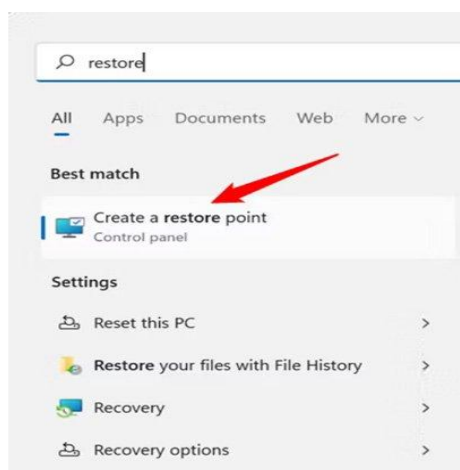 restore
All Apps Documents Web More
Best match
Create a restore point
Control panel
Settings
Reset this PC
Restore your files with File History
Recovery
Recovery options